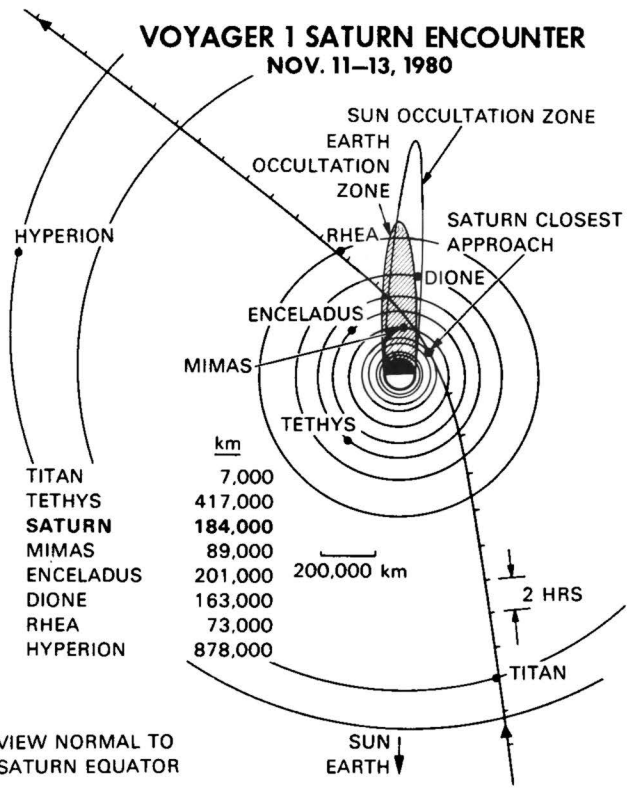 VOYAGER 1 SATURN ENCOUNTER
NOV. 11–13, 1980
SUN OCCULTATION ZONE
EARTH
OCCULTATION
ZONE
SATURN CLOSEST
APPROACH
HYPERION
RHEA
DIONE
ENCELADUS
MIMAS
TETHYS
km
TITAN 7,000
TETHYS 417,000
SATURN 184,000
MIMAS 89,000
ENCELADUS 201,000
DIONE 163,000
RHEA 73,000
HYPERION 878,000
200,000 km
2 HRS
TITAN
VIEW NORMAL TO
SATURN EQUATOR
SUN
EARTH